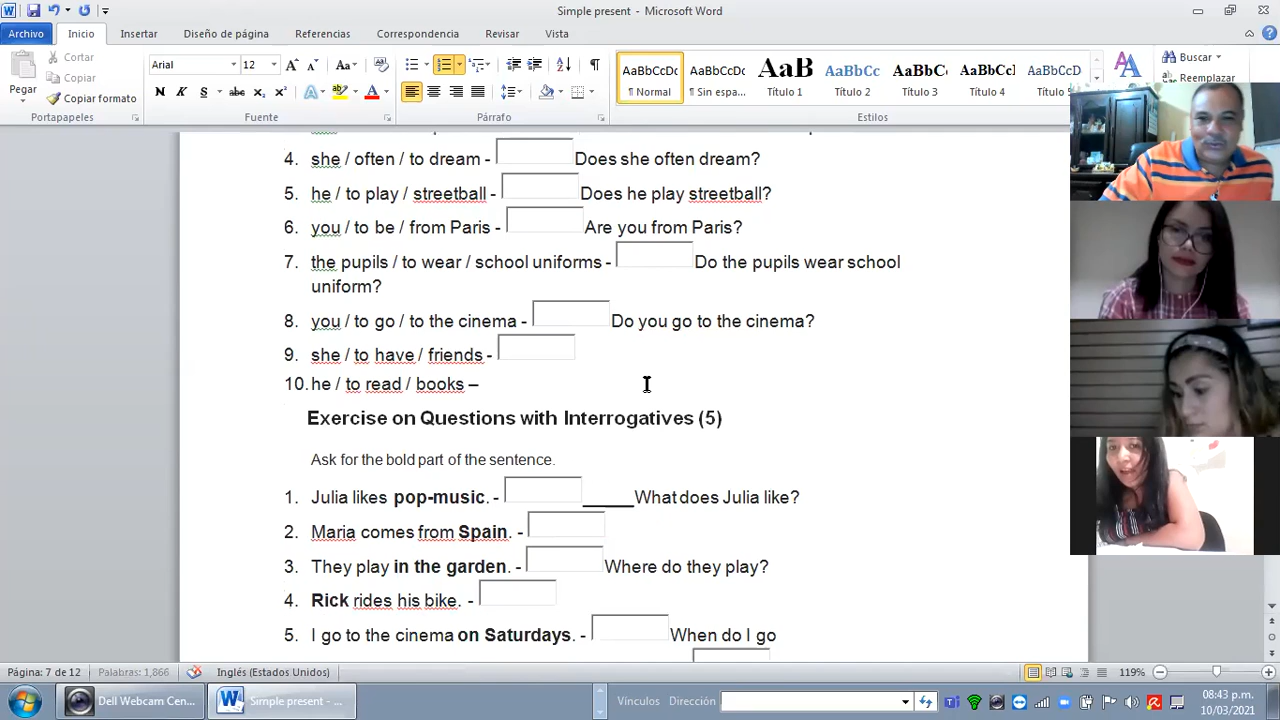 Simple present - Microsoft Word
Archivo Inicio Insertar Diseño de página Referencias Correspondencia Revisar Vista
Cortar
Copiar
Pegar
Copiar formato
Portapapeles
Arial 12
N K S abc x₂ x²
Fuente
Párrafo
AaBbCcDc AaBbCcDc AaB AaBbCc AaBbC AaBbCc AaBbCcD
¶ Normal ¶ Sin espa... Título 1 Título 2 Título 3 Título 4 Título 5
Estilos
Buscar
Reemplazar
4. she / often / to dream - Does she often dream?
5. he / to play / streetball - Does he play streetball?
6. you / to be / from Paris - Are you from Paris?
7. the pupils / to wear / school uniforms - Do the pupils wear school
uniform?
8. you / to go / to the cinema - Do you go to the cinema?
9. she / to have / friends -
10. he / to read / books –
Exercise on Questions with Interrogatives (5)
Ask for the bold part of the sentence.
1. Julia likes pop-music. - _____What does Julia like?
2. Maria comes from Spain. -
3. They play in the garden. - Where do they play?
4. Rick rides his bike. -
5. I go to the cinema on Saturdays. - When do I go
Página: 7 de 12 Palabras: 1,866 Inglés (Estados Unidos) 119%
Dell Webcam Cen... Simple present - ... Vínculos Dirección 08:43 p.m.
10/03/2021